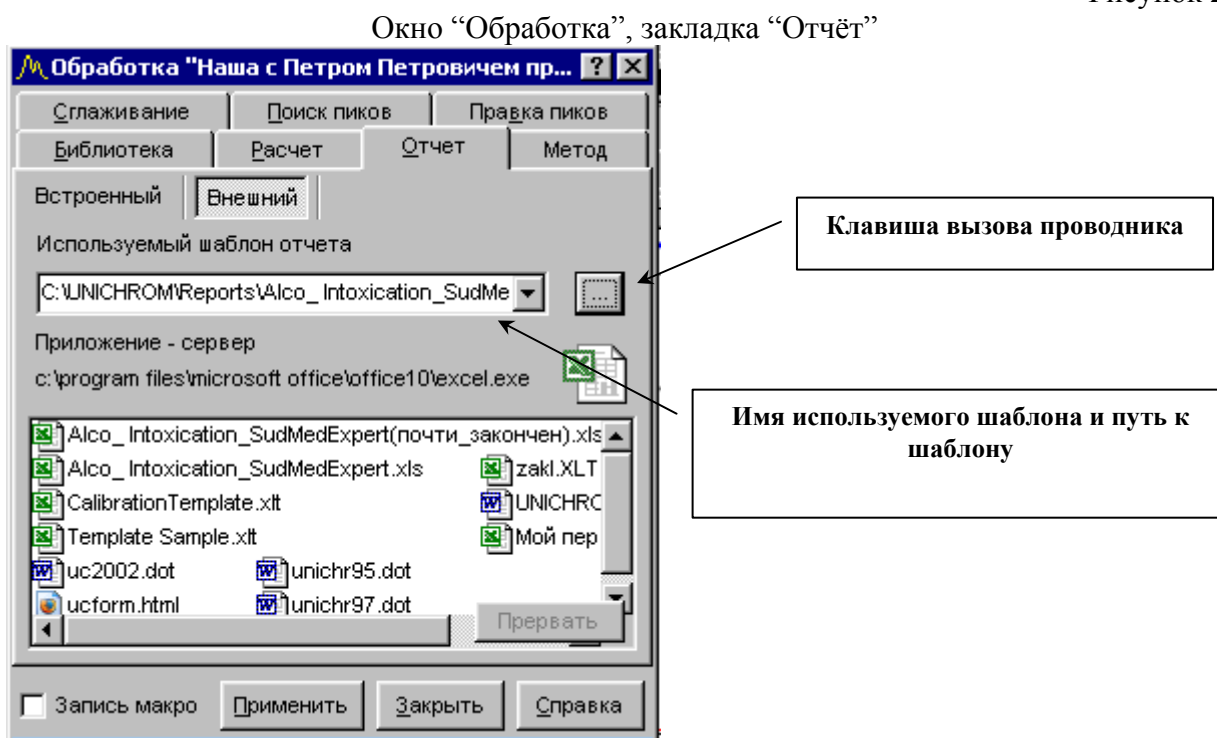 Окно “Обработка”, закладка “Отчёт”
Обработка "Наша с Петром Петровичем пр...
Сглаживание Поиск пиков Правка пиков
Библиотека Расчет Отчет Метод
Встроенный Внешний
Используемый шаблон отчета
C:\UNICHROM\Reports\Alco_ Intoxication_SudMe
...
Клавиша вызова проводника
Приложение - сервер
c:\program files\microsoft office\office10\excel.exe
Имя используемого шаблона и путь к
шаблону
Alco_ Intoxication_SudMedExpert(почти_закончен).xls
Alco_ Intoxication_SudMedExpert.xls zakl.XLT
CalibrationTemplate.xlt UNICHRO
Template Sample.xlt Мой пер
uc2002.dot unichr95.dot
ucform.html unichr97.dot
Прервать
Запись макро Применить Закрыть Справка